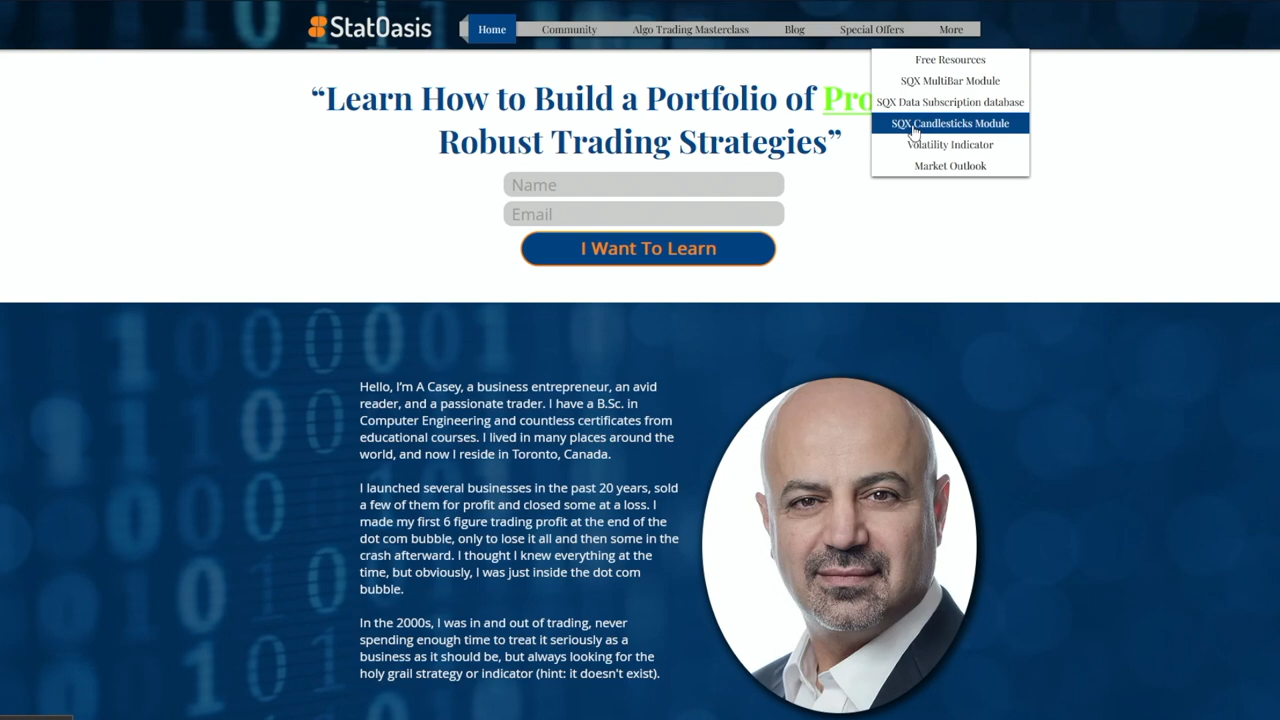 StatOasis
Home Community Algo Trading Masterclass Blog Special Offers More
Free Resources
SQX MultiBar Module
SQX Data Subscription database
SQX Candlesticks Module
Volatility Indicator
Market Outlook
“Learn How to Build a Portfolio of Pro
Robust Trading Strategies”
Name
Email
I Want To Learn
Hello, I’m A Casey, a business entrepreneur, an avid
reader, and a passionate trader. I have a B.Sc. in
Computer Engineering and countless certificates from
educational courses. I lived in many places around the
world, and now I reside in Toronto, Canada.
I launched several businesses in the past 20 years, sold
a few of them for profit and closed some at a loss. I
made my first 6 figure trading profit at the end of the
dot com bubble, only to lose it all and then some in the
crash afterward. I thought I knew everything at the
time, but obviously, I was just inside the dot com
bubble.
In the 2000s, I was in and out of trading, never
spending enough time to treat it seriously as a
business as it should be, but always looking for the
holy grail strategy or indicator (hint: it doesn't exist).